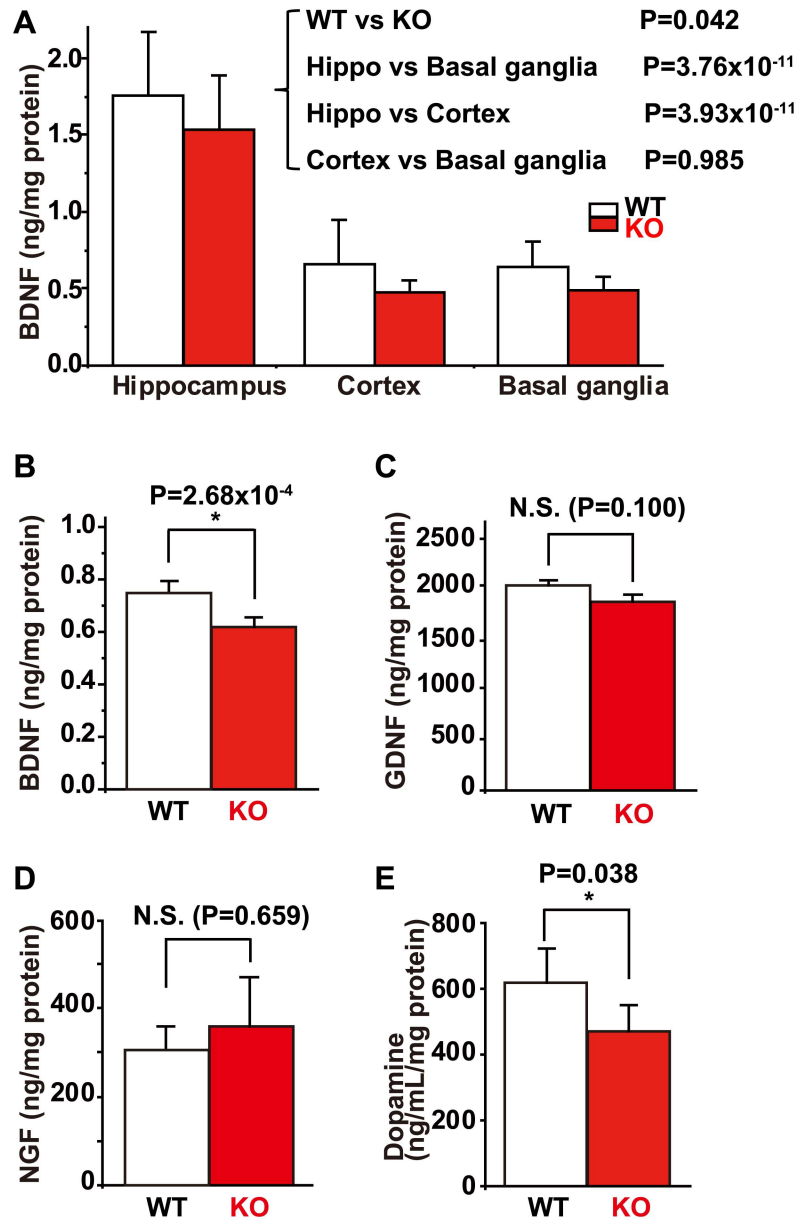 A
WT vs KO P=0.042
Hippo vs Basal ganglia P=3.76x10-11
Hippo vs Cortex P=3.93x10-11
Cortex vs Basal ganglia P=0.985
WT
KO
BDNF (ng/mg protein)
2.0
1.5
1.0
0.5
0.0
Hippocampus Cortex Basal ganglia
B
P=2.68x10-4
*
BDNF (ng/mg protein)
1.0
0.8
0.6
0.4
0.2
0.0
WT KO
C
N.S. (P=0.100)
GDNF (ng/mg protein)
2500
2000
1500
1000
500
0
WT KO
D
N.S. (P=0.659)
NGF (ng/mg protein)
600
400
200
0
WT KO
E
P=0.038
*
Dopamine
(ng/mL/mg protein)
800
600
400
200
0
WT KO